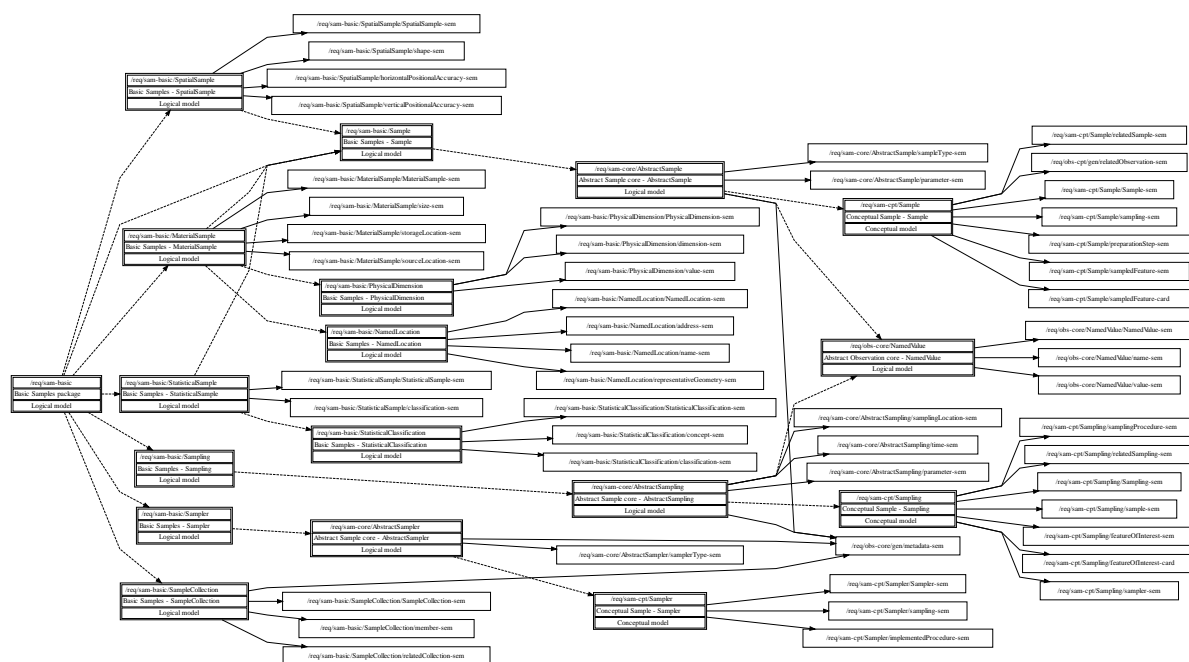 /req/sam-basic/SpatialSample/SpatialSample-sem
/req/sam-basic/SpatialSample/shape-sem
/req/sam-basic/SpatialSample
Basic Samples - SpatialSample
Logical model
/req/sam-basic/SpatialSample/horizontalPositionalAccuracy-sem
/req/sam-basic/SpatialSample/verticalPositionalAccuracy-sem
/req/sam-basic/Sample
Basic Samples - Sample
Logical model
/req/sam-core/AbstractSample
Abstract Sample core - AbstractSample
Logical model
/req/sam-core/AbstractSample/sampleType-sem
/req/sam-core/AbstractSample/parameter-sem
/req/sam-cpt/Sample/relatedSample-sem
/req/obs-cpt/gen/relatedObservation-sem
/req/sam-cpt/Sample/Sample-sem
/req/sam-cpt/Sample
Conceptual Sample - Sample
Conceptual model
/req/sam-cpt/Sample/sampling-sem
/req/sam-cpt/Sample/preparationStep-sem
/req/sam-cpt/Sample/sampledFeature-sem
/req/sam-cpt/Sample/sampledFeature-card
/req/sam-basic/MaterialSample/MaterialSample-sem
/req/sam-basic/MaterialSample/size-sem
/req/sam-basic/MaterialSample
Basic Samples - MaterialSample
Logical model
/req/sam-basic/MaterialSample/storageLocation-sem
/req/sam-basic/MaterialSample/sourceLocation-sem
/req/sam-basic/PhysicalDimension/PhysicalDimension-sem
/req/sam-basic/PhysicalDimension/dimension-sem
/req/sam-basic/PhysicalDimension/value-sem
/req/sam-basic/PhysicalDimension
Basic Samples - PhysicalDimension
Logical model
/req/sam-basic/NamedLocation/NamedLocation-sem
/req/sam-basic/NamedLocation/address-sem
/req/sam-basic/NamedLocation
Basic Samples - NamedLocation
Logical model
/req/sam-basic/NamedLocation/name-sem
/req/sam-basic/NamedLocation/representativeGeometry-sem
/req/obs-core/NamedValue
Abstract Observation core - NamedValue
Logical model
/req/obs-core/NamedValue/NamedValue-sem
/req/obs-core/NamedValue/name-sem
/req/obs-core/NamedValue/value-sem
/req/sam-basic
Basic Samples package
Logical model
/req/sam-basic/StatisticalSample
Basic Samples - StatisticalSample
Logical model
/req/sam-basic/StatisticalSample/StatisticalSample-sem
/req/sam-basic/StatisticalSample/classification-sem
/req/sam-basic/StatisticalClassification
Basic Samples - StatisticalClassification
Logical model
/req/sam-basic/StatisticalClassification/StatisticalClassification-sem
/req/sam-basic/StatisticalClassification/concept-sem
/req/sam-basic/StatisticalClassification/classification-sem
/req/sam-core/AbstractSampling/samplingLocation-sem
/req/sam-core/AbstractSampling/time-sem
/req/sam-core/AbstractSampling/parameter-sem
/req/sam-basic/Sampling
Basic Samples - Sampling
Logical model
/req/sam-core/AbstractSampling
Abstract Sample core - AbstractSampling
Logical model
/req/sam-cpt/Sampling
Conceptual Sample - Sampling
Conceptual model
/req/sam-cpt/Sampling/samplingProcedure-sem
/req/sam-cpt/Sampling/relatedSampling-sem
/req/sam-cpt/Sampling/Sampling-sem
/req/sam-cpt/Sampling/sample-sem
/req/sam-cpt/Sampling/featureOfInterest-sem
/req/sam-cpt/Sampling/featureOfInterest-card
/req/sam-cpt/Sampling/sampler-sem
/req/sam-basic/Sampler
Basic Samples - Sampler
Logical model
/req/sam-core/AbstractSampler
Abstract Sample core - AbstractSampler
Logical model
/req/obs-core/gen/metadata-sem
/req/sam-core/AbstractSampler/samplerType-sem
/req/sam-basic/SampleCollection
Basic Samples - SampleCollection
Logical model
/req/sam-basic/SampleCollection/SampleCollection-sem
/req/sam-basic/SampleCollection/member-sem
/req/sam-basic/SampleCollection/relatedCollection-sem
/req/sam-cpt/Sampler
Conceptual Sample - Sampler
Conceptual model
/req/sam-cpt/Sampler/Sampler-sem
/req/sam-cpt/Sampler/sampling-sem
/req/sam-cpt/Sampler/implementedProcedure-sem